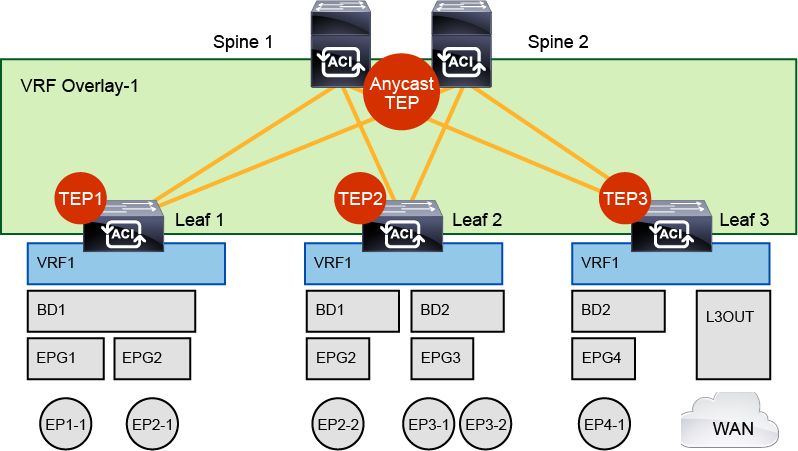 Spine 1
Spine 2
ACI
ACI
Anycast
TEP
VRF Overlay-1
TEP1
TEP2
TEP3
Leaf 1
Leaf 2
Leaf 3
ACI
ACI
ACI
VRF1
VRF1
VRF1
BD1
BD1
BD2
BD2
L3OUT
EPG1
EPG2
EPG2
EPG3
EPG4
EP1-1
EP2-1
EP2-2
EP3-1
EP3-2
EP4-1
WAN